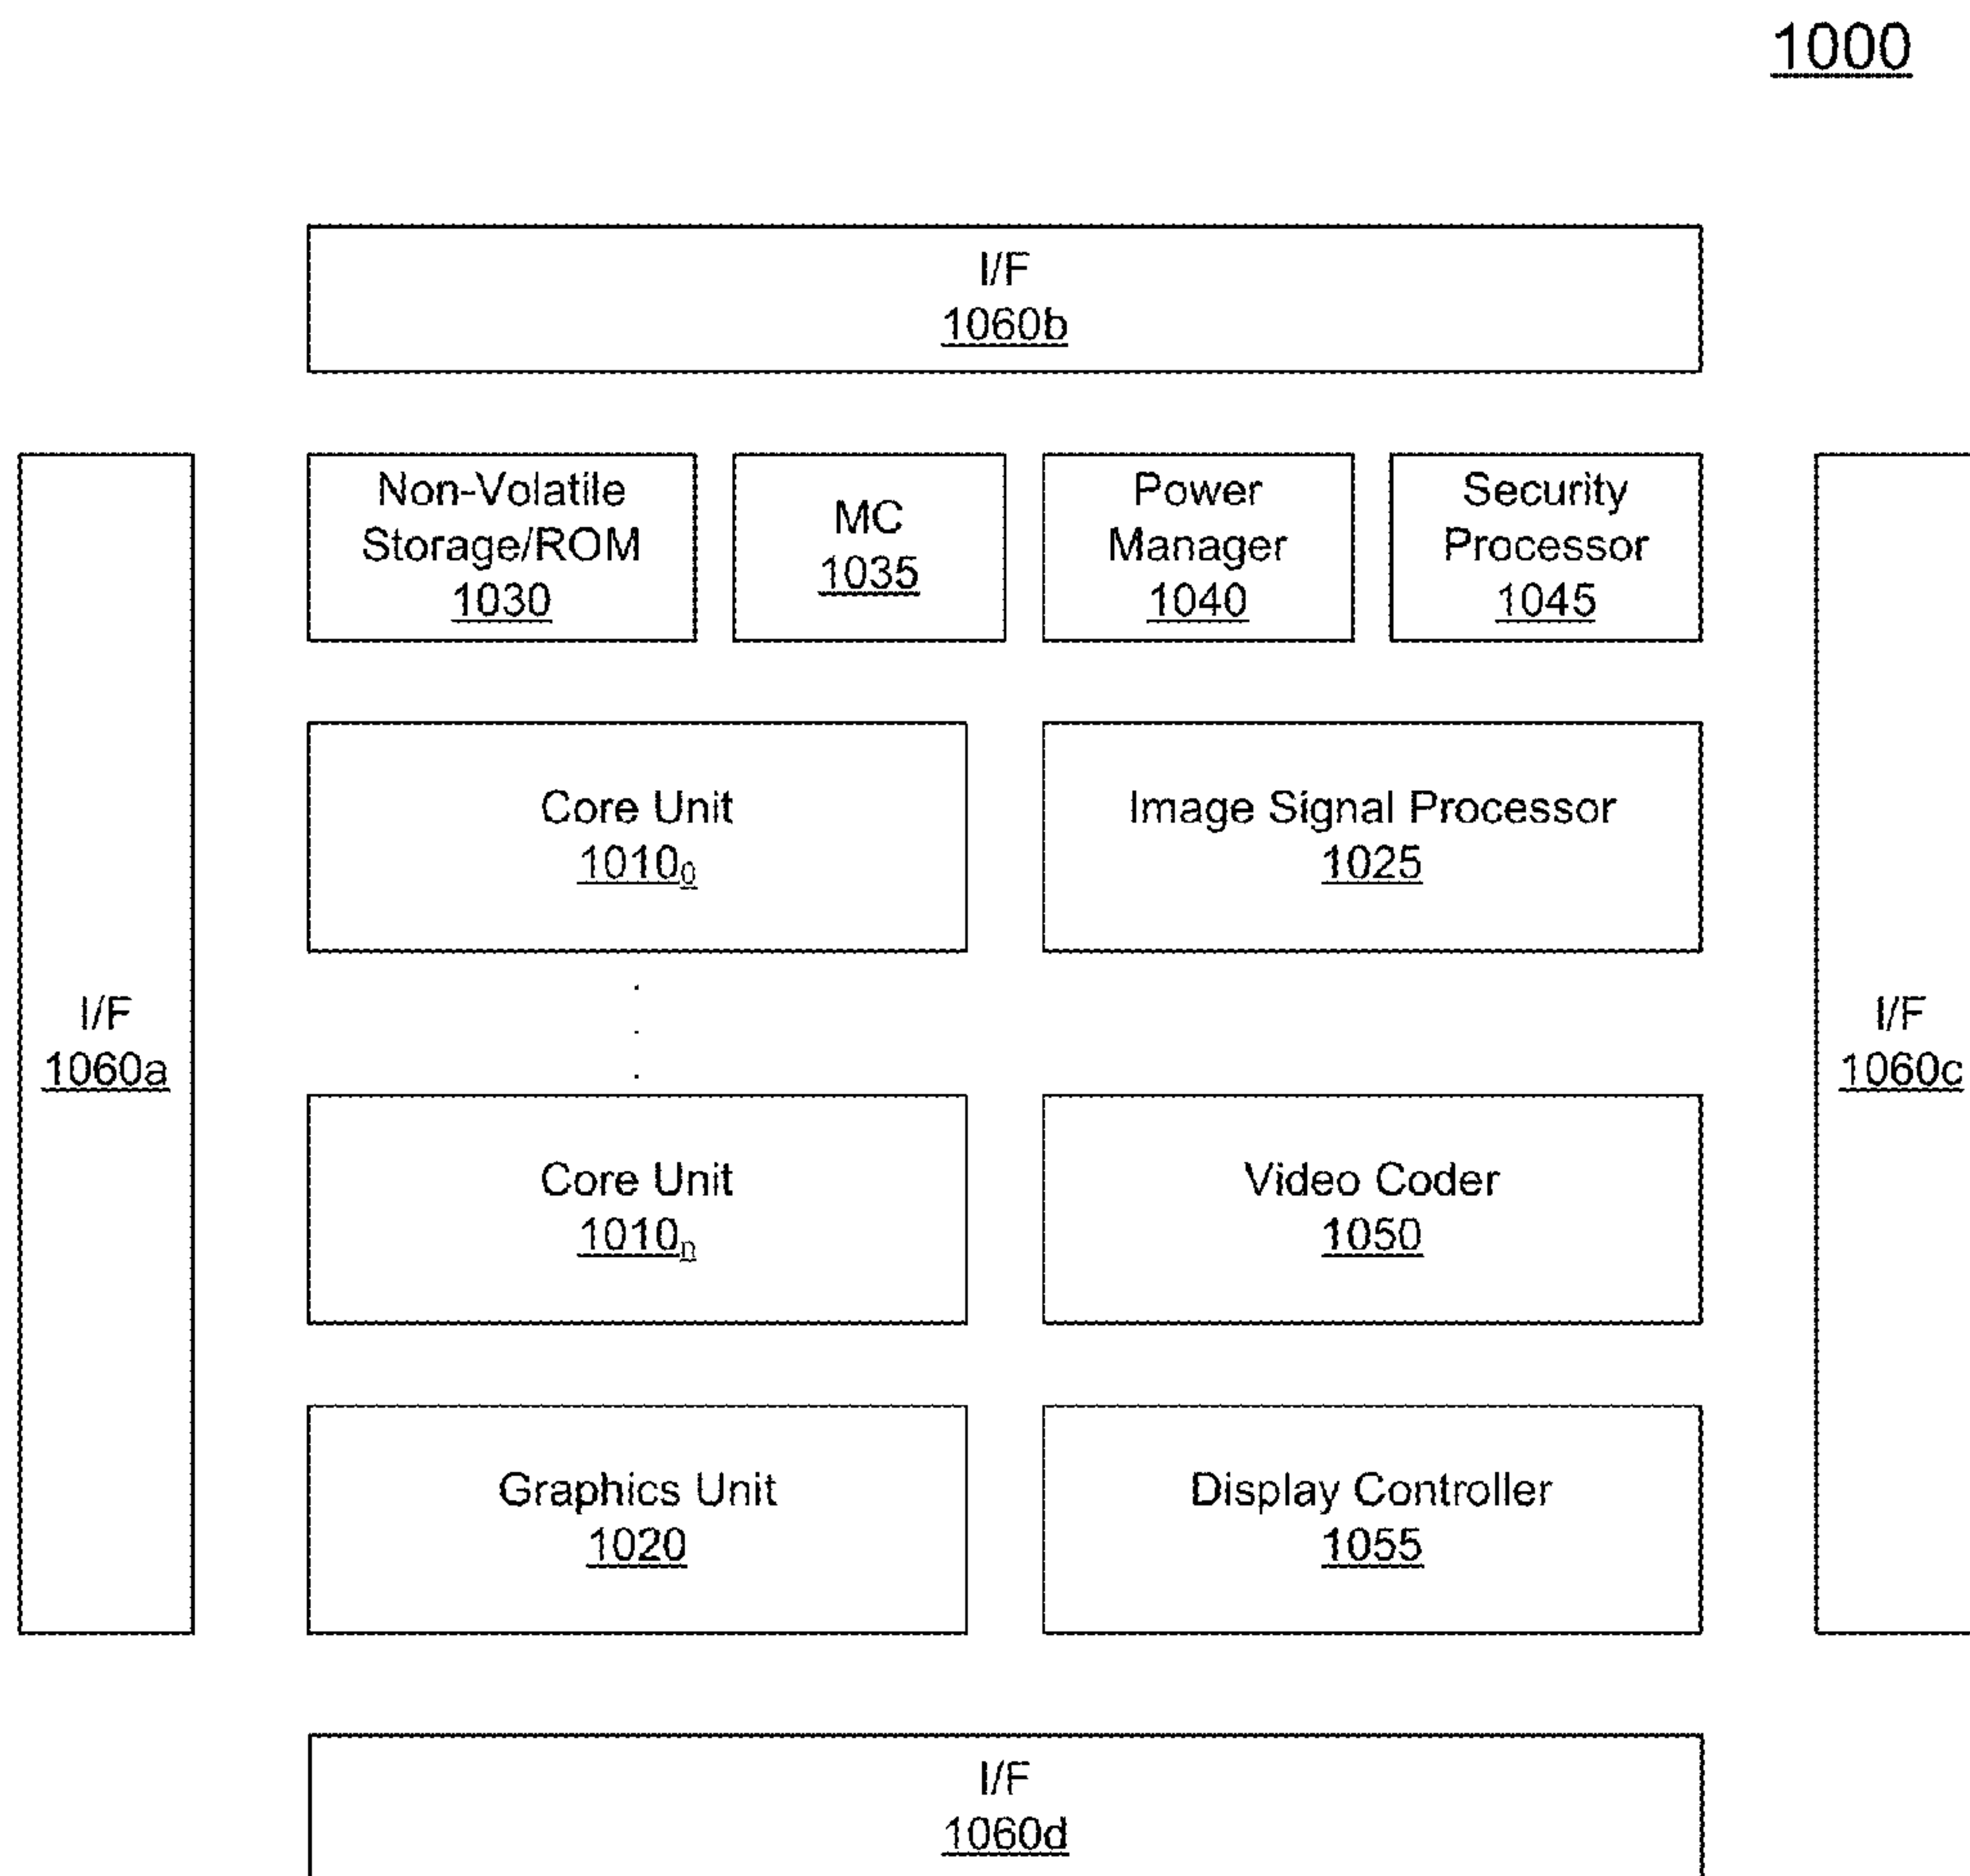 1000
I/F
1060b
Non-Volatile
Storage/ROM
1030
MC
1035
Power
Manager
1040
Security
Processor
1045
Core Unit
1010₀
Image Signal Processor
1025
I/F
1060a
I/F
1060c
Core Unit
1010ₙ
Video Coder
1050
Graphics Unit
1020
Display Controller
1055
I/F
1060d